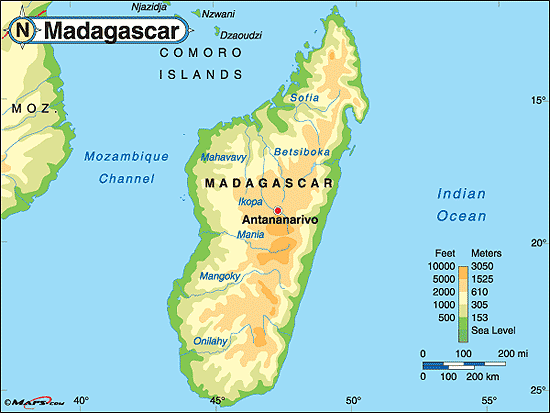 Njazidja
Nzwani
Dzaoudzi
N Madagascar
COMORO
ISLANDS
MOZ.
Sofia
15°
Mozambique
Channel
Mahavavy
Betsiboka
MADAGASCAR
Ikopa
Antananarivo
Indian
Ocean
Mania
20°
Feet Meters
10000 3050
5000 1525
2000 610
1000 305
500 153
Sea Level
Mangoky
Onilahy
0 100 200 mi
0 100 200 km
25°
©MAPS.COM
40° 45° 50° 55°